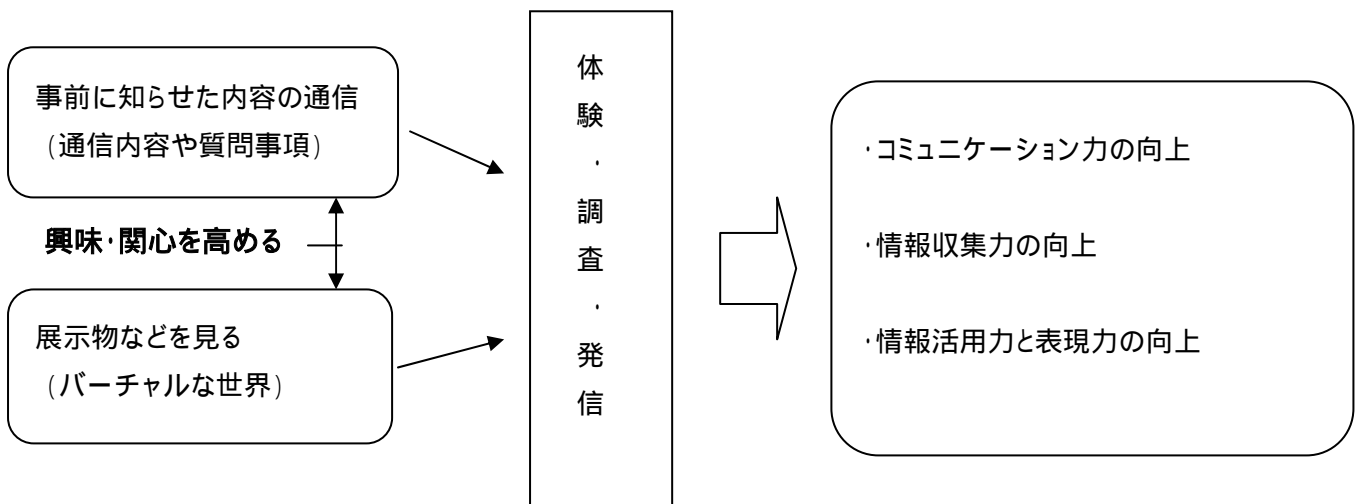 事前に知らせた内容の通信
(通信内容や質問事項)
興味・関心を高める
展示物などを見る
(バーチャルな世界)
体験・調査・発信
・コミュニケーション力の向上
・情報収集力の向上
・情報活用力と表現力の向上